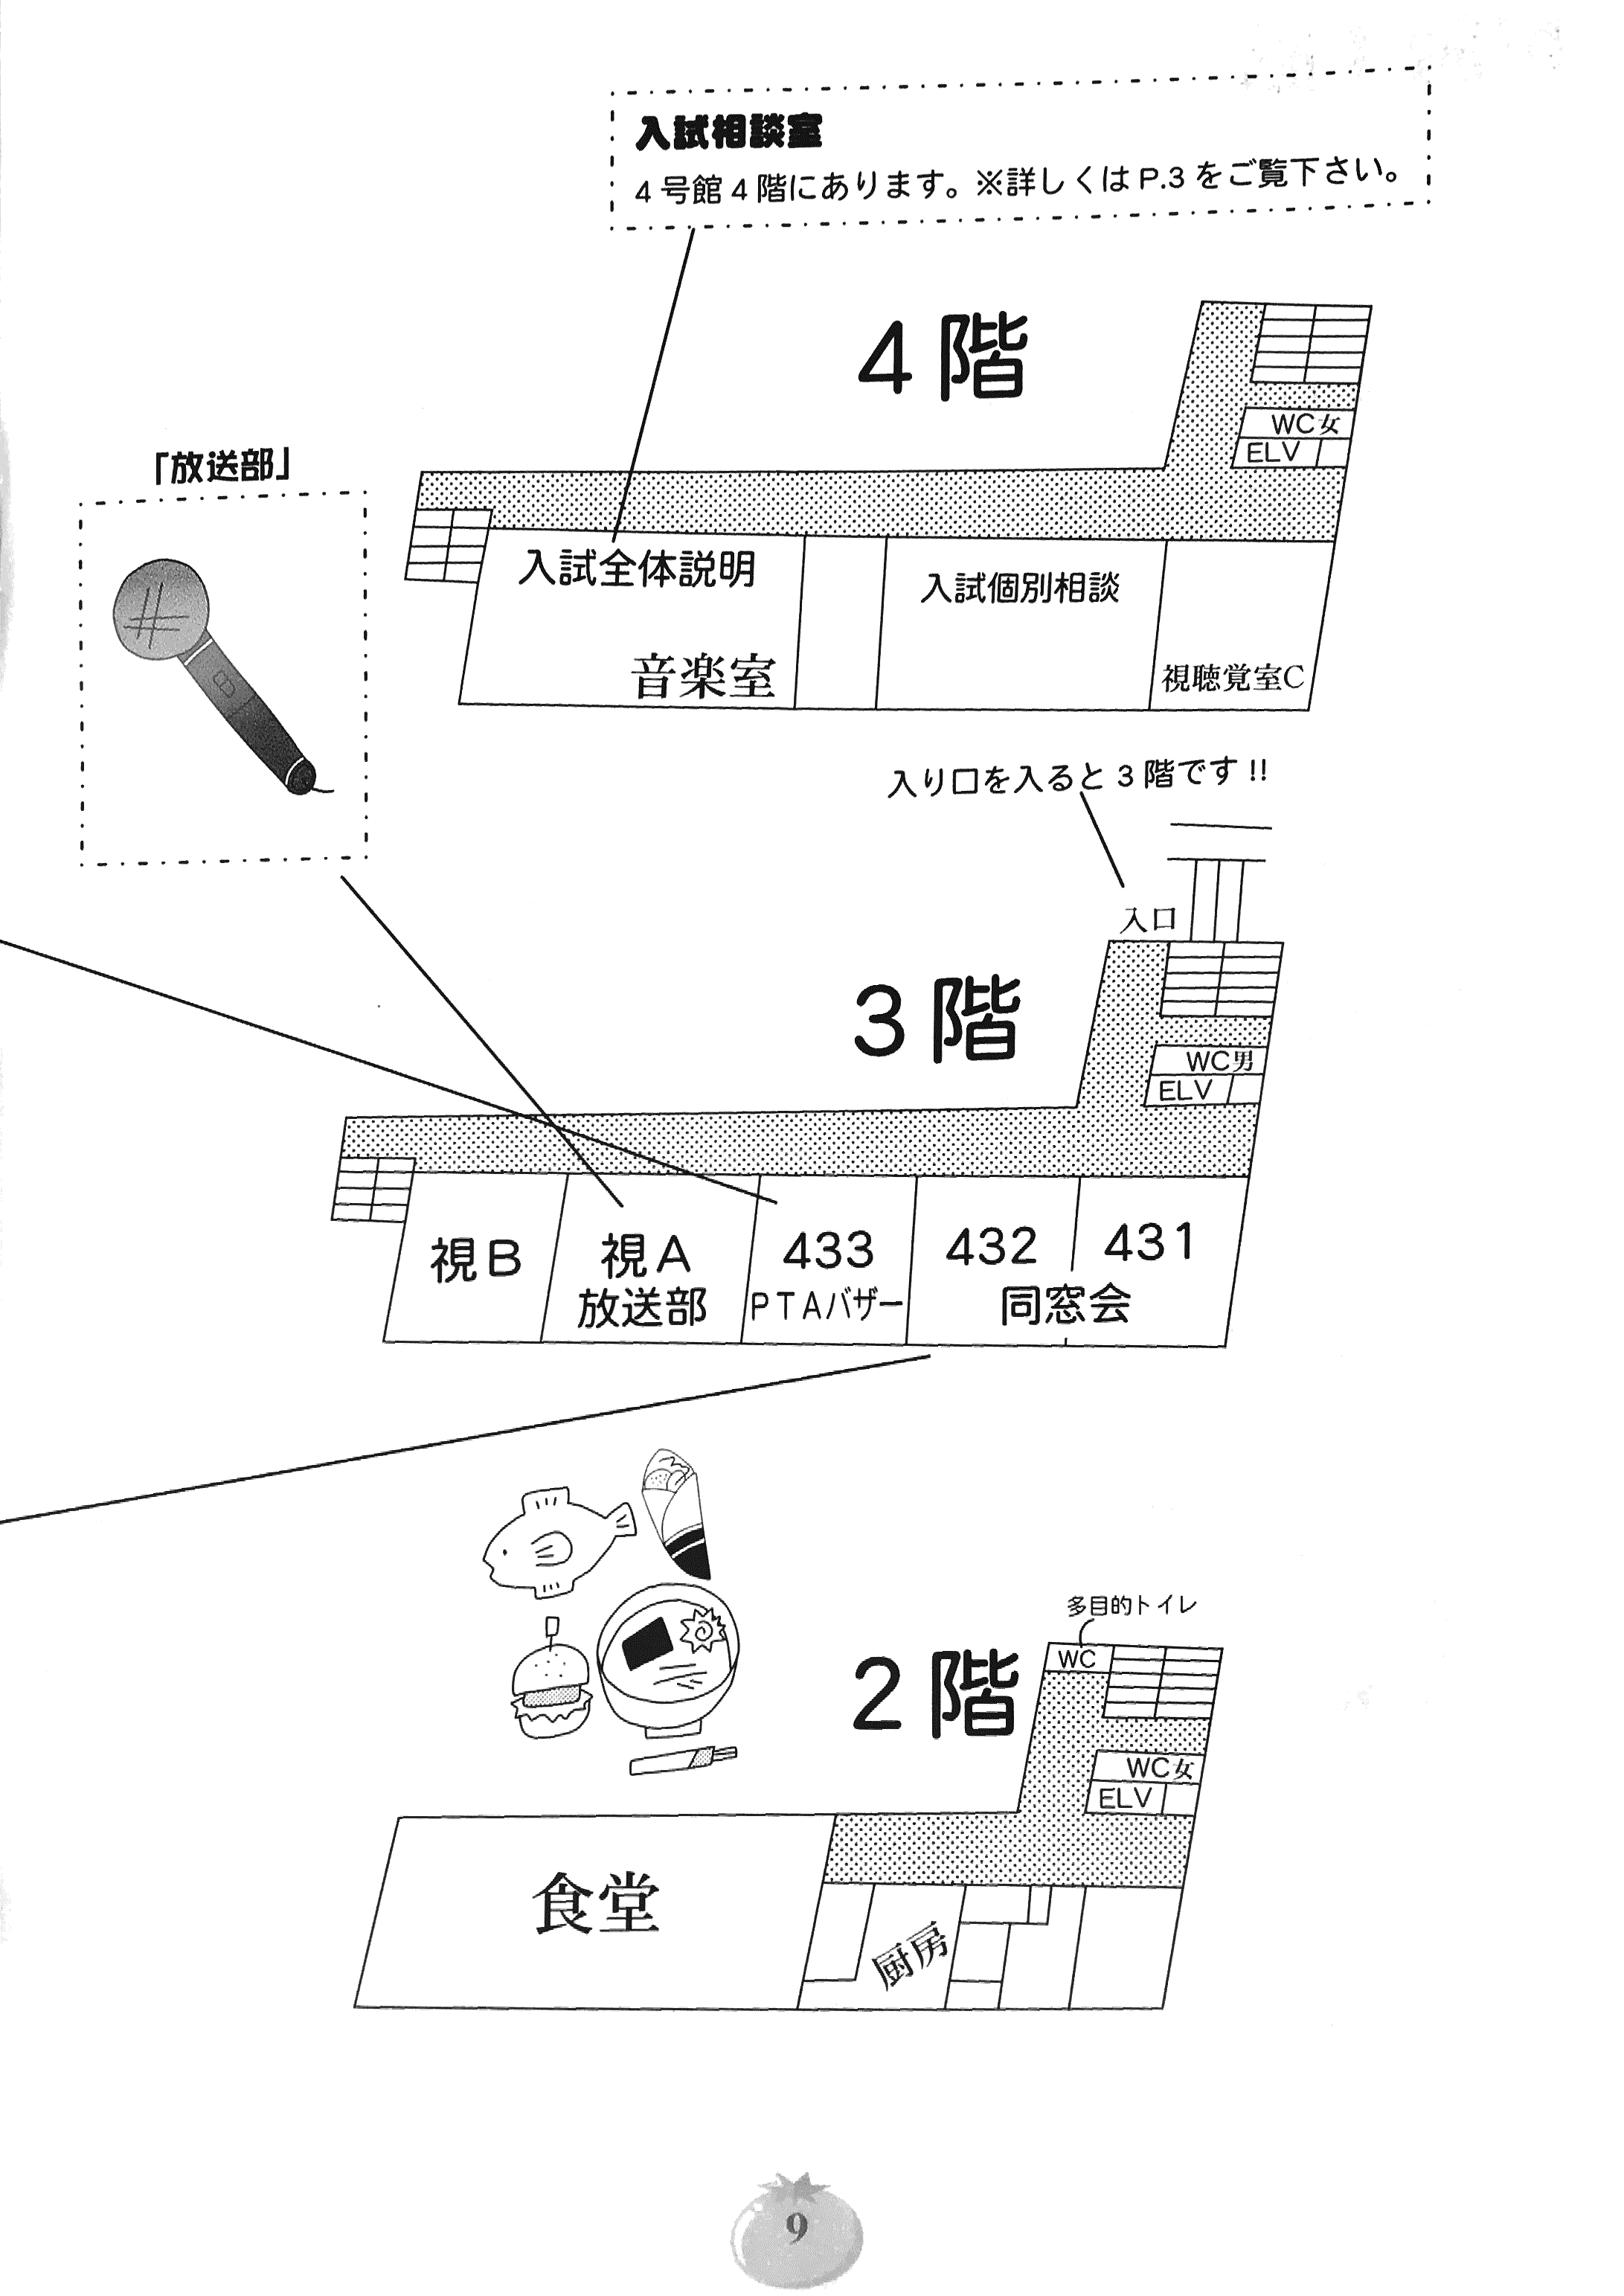 入試相談室
4号館4階にあります。※詳しくはP.3をご覧下さい。
4階
WC女
ELV
「放送部」
入試全体説明
音楽室
入試個別相談
視聴覚室C
入り口を入ると3階です!!
入口
3階
WC男
ELV
視B
視A
放送部
433
PTAバザー
432
431
同窓会
多目的トイレ
WC
2階
WC女
ELV
食堂
厨房
9